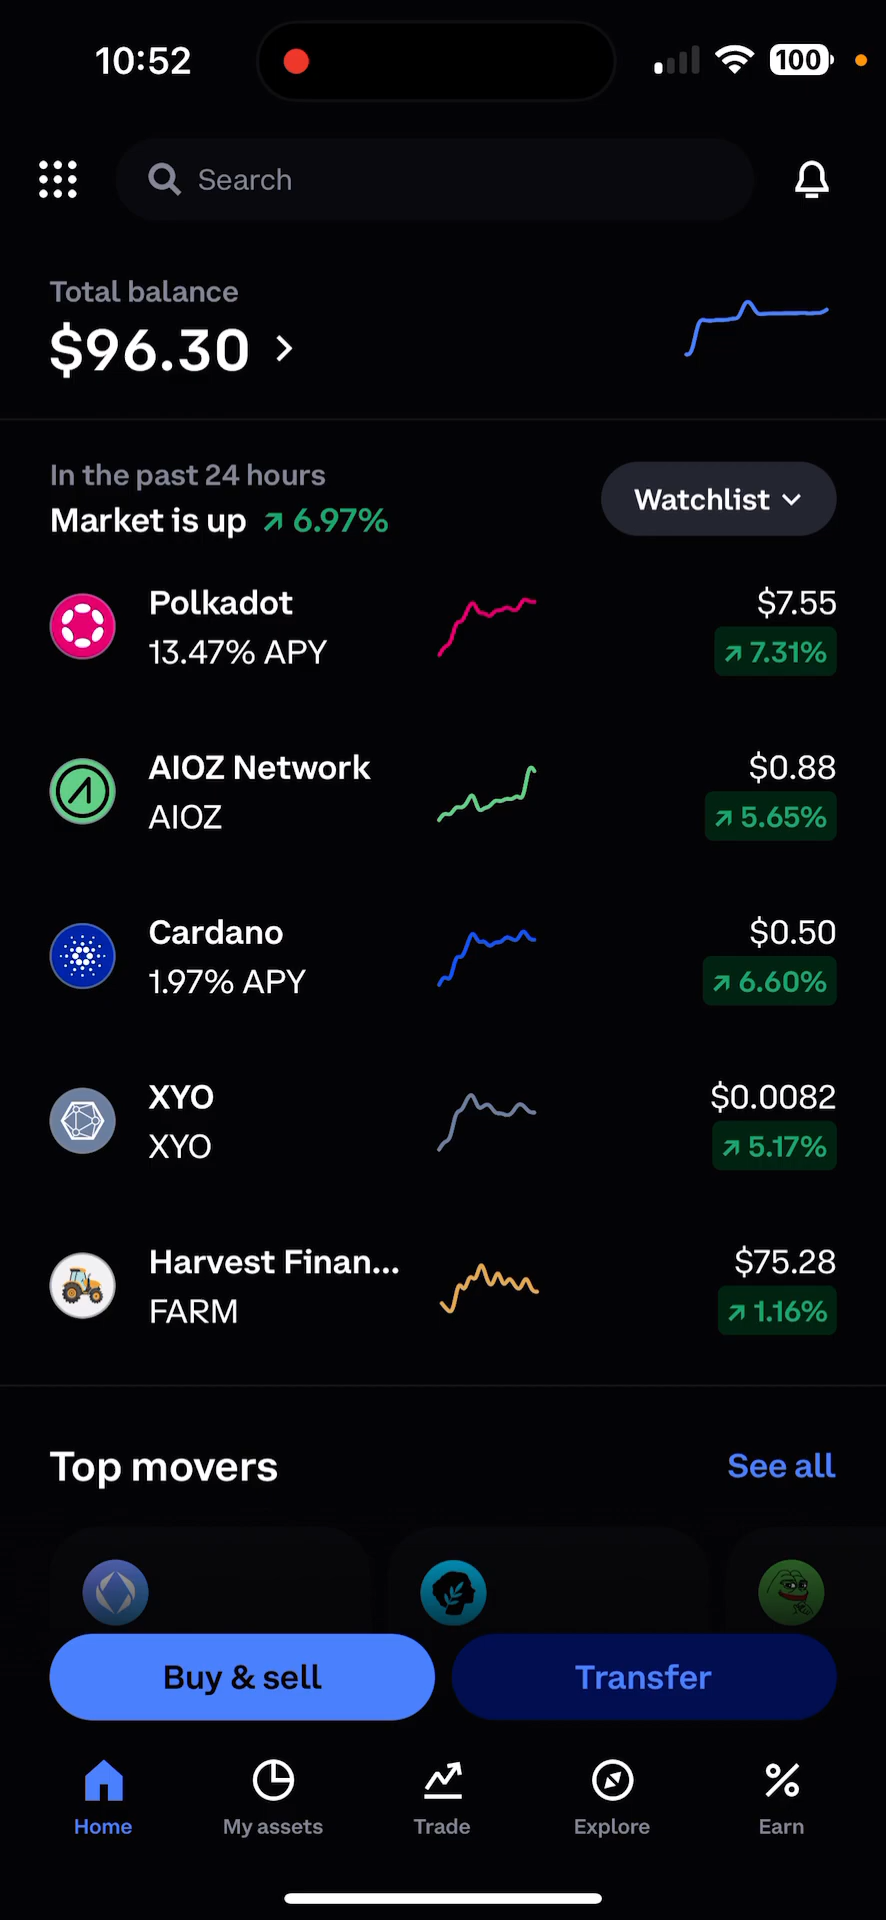 10:52
100
Search
Total balance
$96.30
In the past 24 hours
Market is up 6.97%
Watchlist
Polkadot
13.47% APY
$7.55
7.31%
AIOZ Network
AIOZ
$0.88
5.65%
Cardano
1.97% APY
$0.50
6.60%
XYO
XYO
$0.0082
5.17%
Harvest Finan...
FARM
$75.28
1.16%
Top movers
See all
Buy & sell
Transfer
Home
My assets
Trade
Explore
Earn